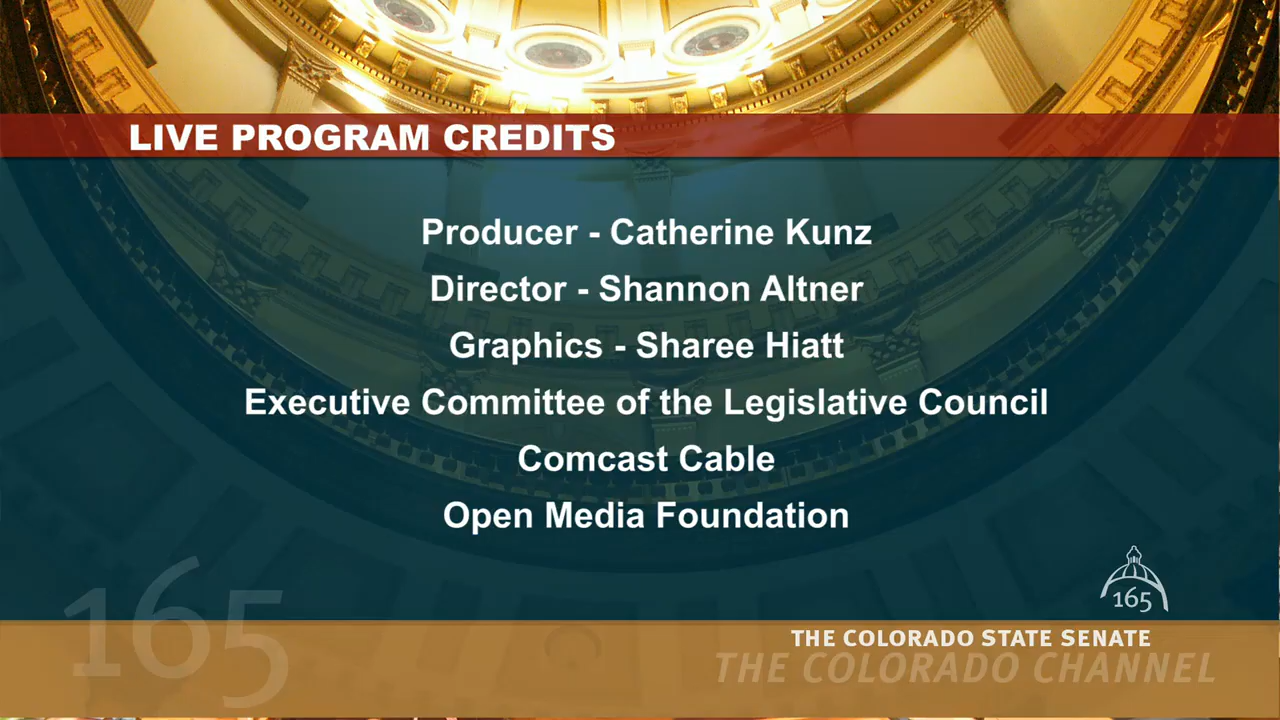 LIVE PROGRAM CREDITS
Producer - Catherine Kunz
Director - Shannon Altner
Graphics - Sharee Hiatt
Executive Committee of the Legislative Council
Comcast Cable
Open Media Foundation
165
165
THE COLORADO STATE SENATE
THE COLORADO CHANNEL